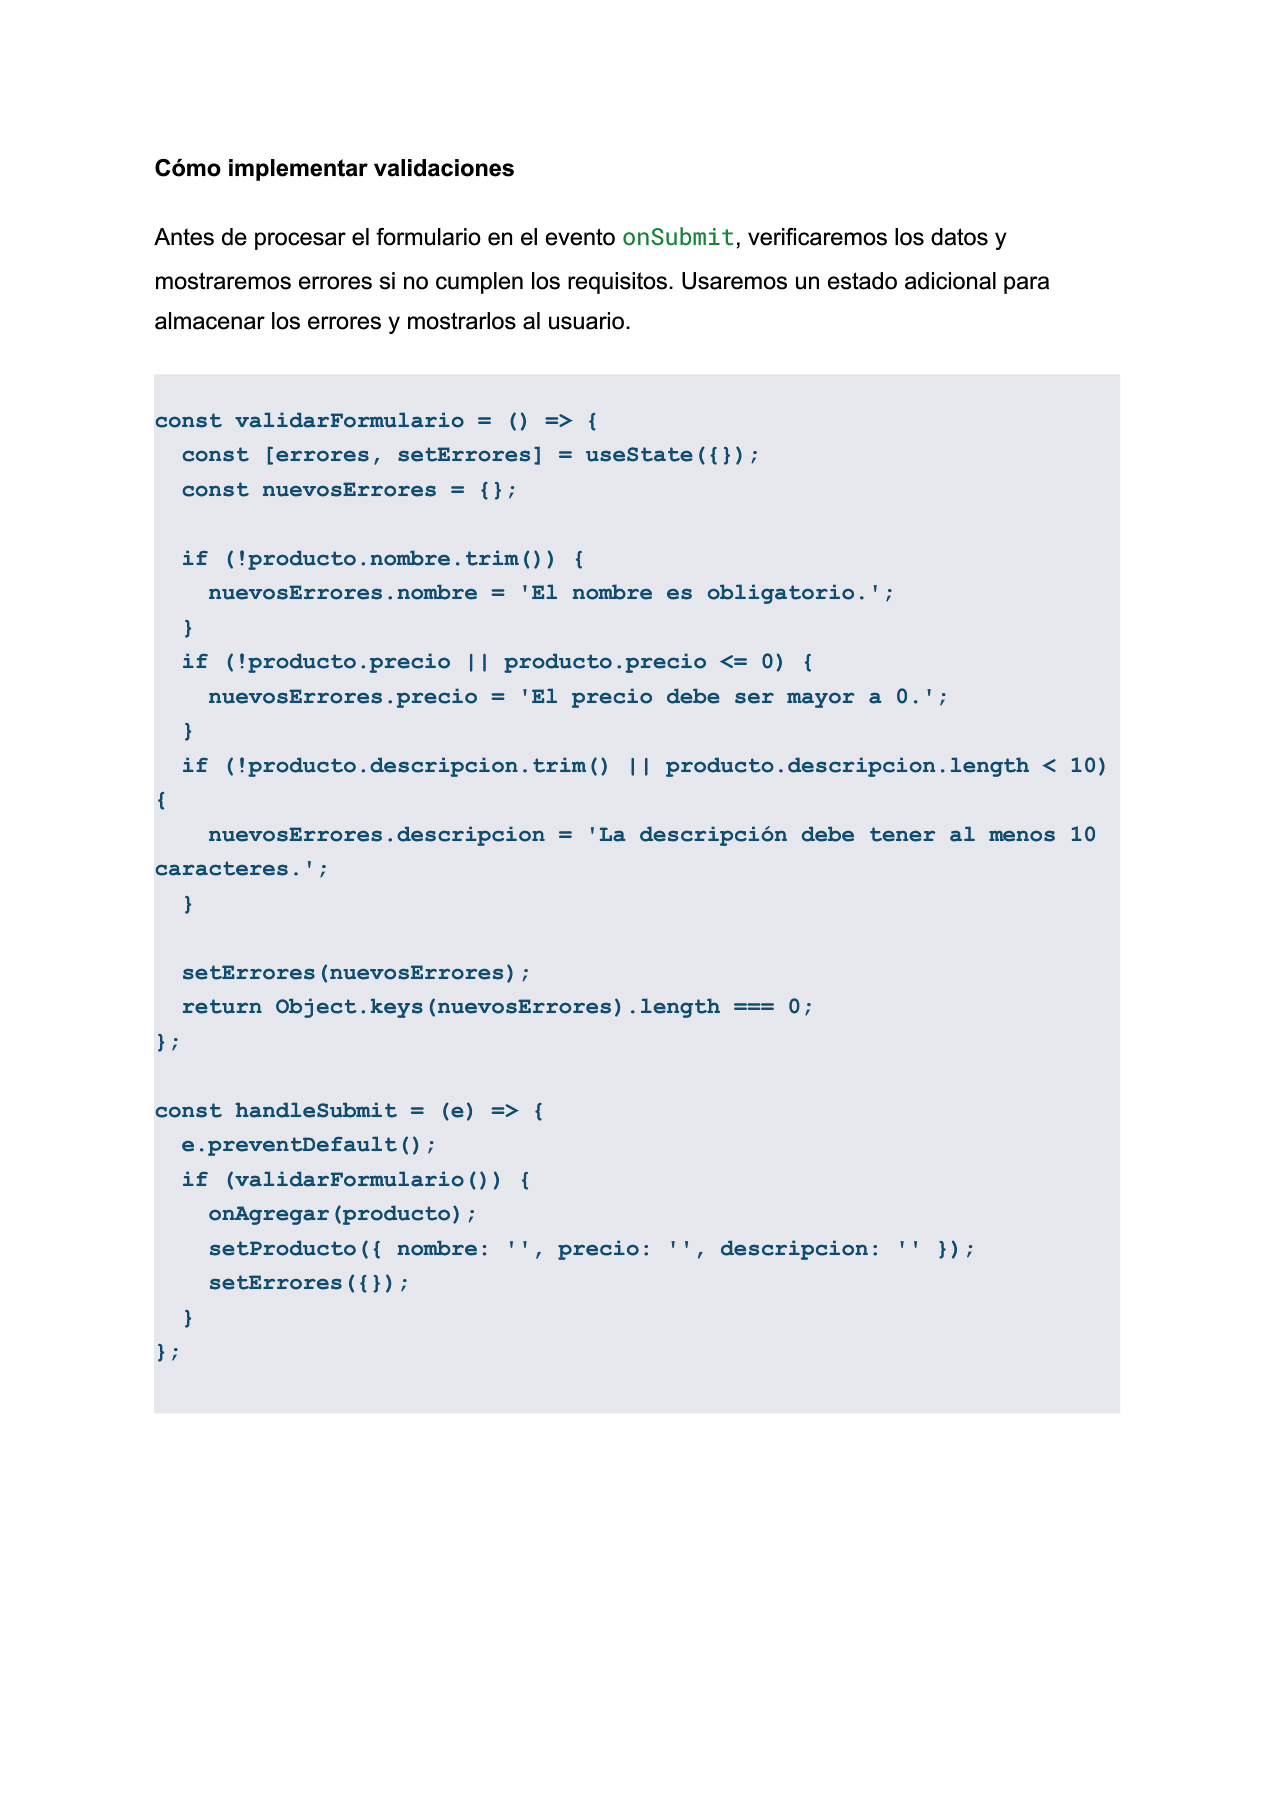 Cómo implementar validaciones
Antes de procesar el formulario en el evento onSubmit, verificaremos los datos y
mostraremos errores si no cumplen los requisitos. Usaremos un estado adicional para
almacenar los errores y mostrarlos al usuario.
const validarFormulario = () => {
  const [errores, setErrores] = useState({});
  const nuevosErrores = {};

  if (!producto.nombre.trim()) {
    nuevosErrores.nombre = 'El nombre es obligatorio.';
  }
  if (!producto.precio || producto.precio <= 0) {
    nuevosErrores.precio = 'El precio debe ser mayor a 0.';
  }
  if (!producto.descripcion.trim() || producto.descripcion.length < 10)
{
    nuevosErrores.descripcion = 'La descripción debe tener al menos 10
caracteres.';
  }

  setErrores(nuevosErrores);
  return Object.keys(nuevosErrores).length === 0;
};

const handleSubmit = (e) => {
  e.preventDefault();
  if (validarFormulario()) {
    onAgregar(producto);
    setProducto({ nombre: '', precio: '', descripcion: '' });
    setErrores({});
  }
};